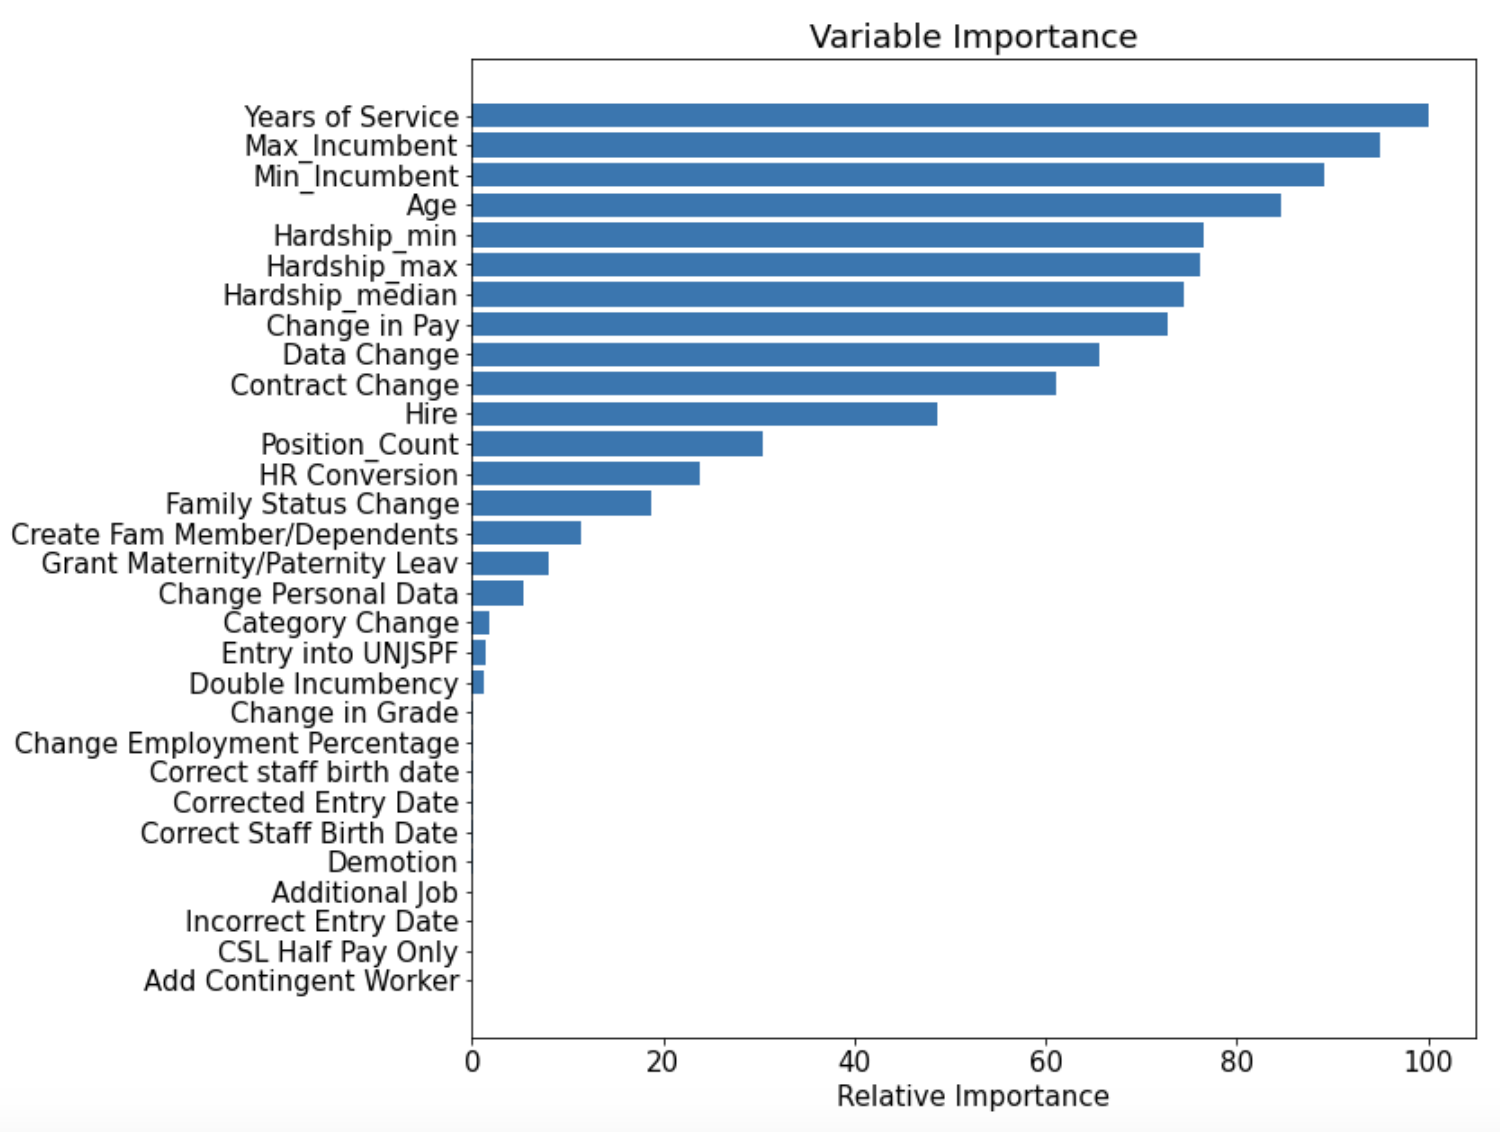 Variable Importance
Years of Service
Max_Incumbent
Min_Incumbent
Age
Hardship_min
Hardship_max
Hardship_median
Change in Pay
Data Change
Contract Change
Hire
Position_Count
HR Conversion
Family Status Change
Create Fam Member/Dependents
Grant Maternity/Paternity Leav
Change Personal Data
Category Change
Entry into UNJSPF
Double Incumbency
Change in Grade
Change Employment Percentage
Correct staff birth date
Corrected Entry Date
Correct Staff Birth Date
Demotion
Additional Job
Incorrect Entry Date
CSL Half Pay Only
Add Contingent Worker
0 20 40 60 80 100
Relative Importance